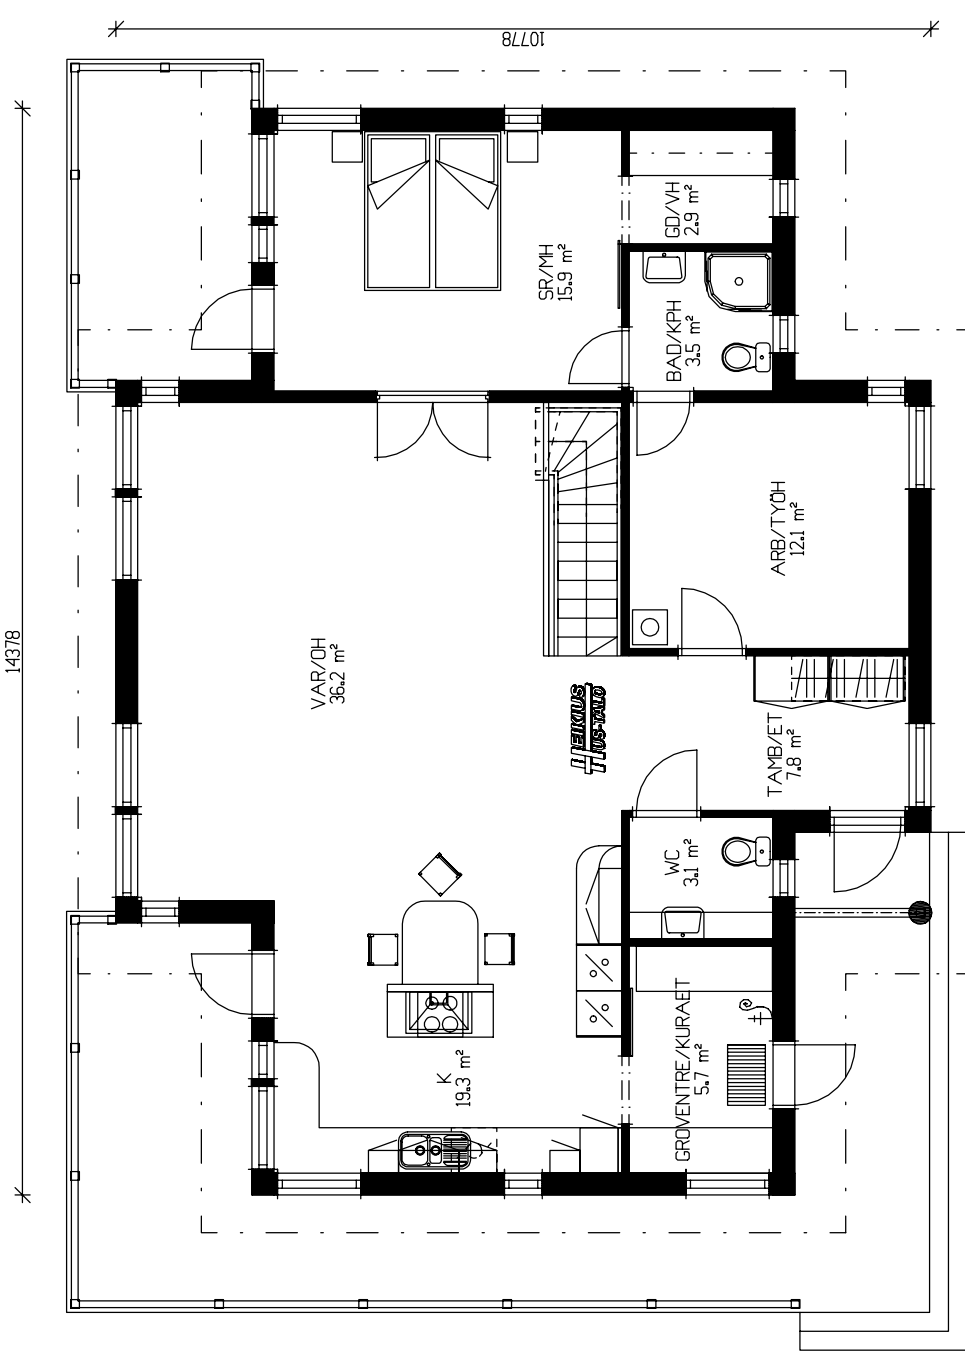 10778
14378
SR/MH
15.9 m²
GD/VH
2.9 m²
BAD/KPH
3.5 m²
ARB/TYÖH
12.1 m²
VAR/OH
36.2 m²
HEIKIUS
HUS-TALO
TAMB/ET
7.8 m²
WC
3.1 m²
K
19.3 m²
GROVENTRE/KURAET
5.7 m²